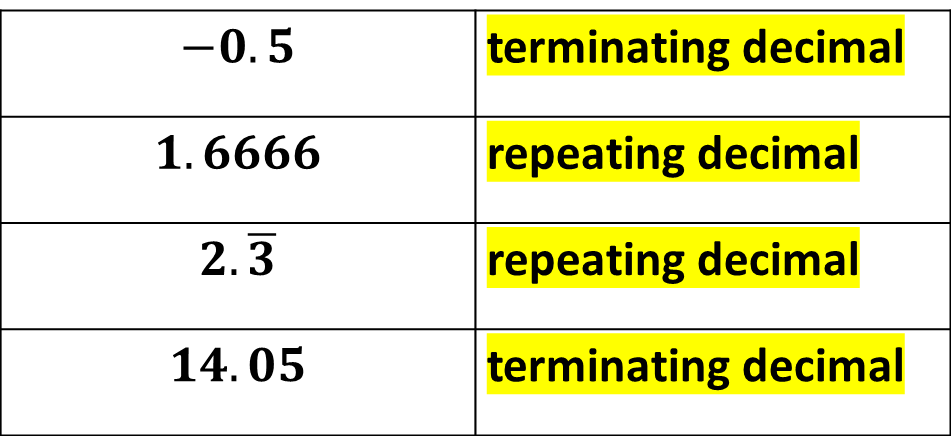 −0.5 terminating decimal
1.6666 repeating decimal
2.3̅ repeating decimal
14.05 terminating decimal